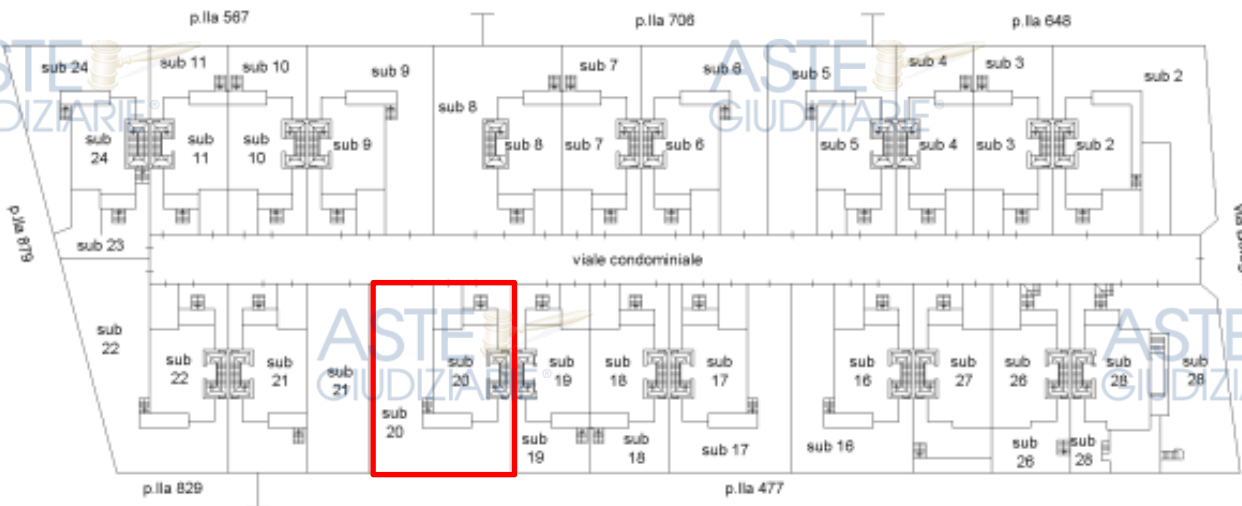 p.lla 567
p.lla 706
p.lla 648
ASTE
GIUDIZIARIE®
ASTE
GIUDIZIARIE®
sub 24
sub 11
sub 10
sub 9
sub 8
sub 7
sub 6
sub 5
sub 4
sub 3
sub 2
sub
24
sub
11
sub
10
sub 9
sub 8
sub 7
sub 6
sub 5
sub 4
sub 3
sub 2
p.lla 879
sub 23
viale condominiale
ASTE
GIUDIZIARIE®
ASTE
GIUDIZIARIE
sub
22
sub
22
sub
21
sub
21
sub
20
sub
20
sub
19
sub
18
sub
17
sub
16
sub
27
sub
26
sub
28
sub
28
sub
19
sub
18
sub 17
sub 16
sub
26
sub
28
p.lla 829
p.lla 477